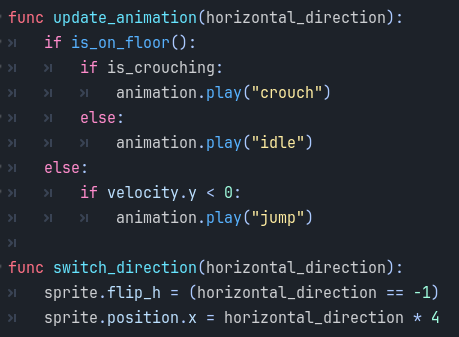 func update_animation(horizontal_direction):
	if is_on_floor():
		if is_crouching:
			animation.play("crouch")
		else:
			animation.play("idle")
	else:
		if velocity.y < 0:
			animation.play("jump")

func switch_direction(horizontal_direction):
	sprite.flip_h = (horizontal_direction == -1)
	sprite.position.x = horizontal_direction * 4